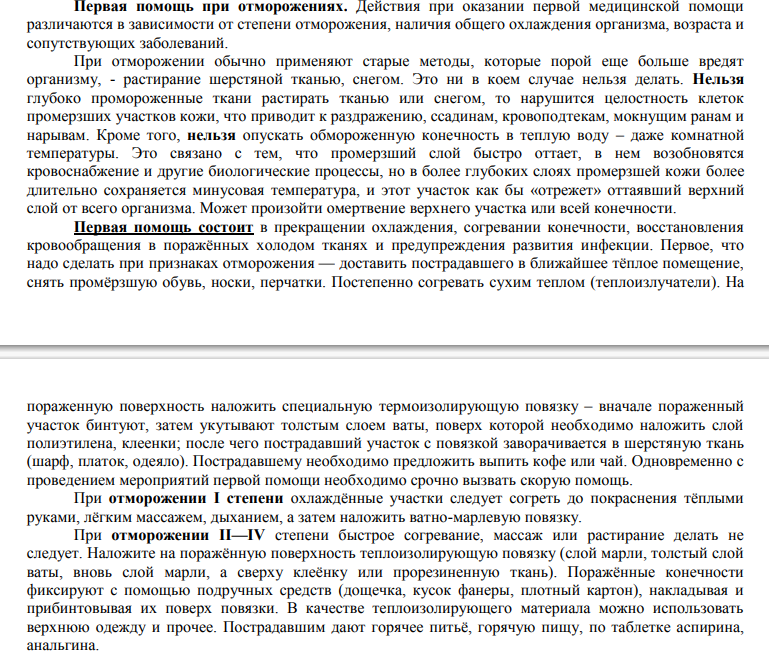 Первая помощь при отморожениях. Действия при оказании первой медицинской помощи
различаются в зависимости от степени отморожения, наличия общего охлаждения организма, возраста и
сопутствующих заболеваний.
При отморожении обычно применяют старые методы, которые порой еще больше вредят
организму, - растирание шерстяной тканью, снегом. Это ни в коем случае нельзя делать. Нельзя
глубоко промороженные ткани растирать тканью или снегом, то нарушится целостность клеток
промерзших участков кожи, что приводит к раздражению, ссадинам, кровоподтекам, мокнущим ранам и
нарывам. Кроме того, нельзя опускать обмороженную конечность в теплую воду – даже комнатной
температуры. Это связано с тем, что промерзший слой быстро оттает, в нем возобновятся
кровоснабжение и другие биологические процессы, но в более глубоких слоях промерзшей кожи более
длительно сохраняется минусовая температура, и этот участок как бы «отрежет» оттаявший верхний
слой от всего организма. Может произойти омертвение верхнего участка или всей конечности.
Первая помощь состоит в прекращении охлаждения, согревании конечности, восстановления
кровообращения в поражённых холодом тканях и предупреждения развития инфекции. Первое, что
надо сделать при признаках отморожения — доставить пострадавшего в ближайшее тёплое помещение,
снять промёрзшую обувь, носки, перчатки. Постепенно согревать сухим теплом (теплоизлучатели). На
пораженную поверхность наложить специальную термоизолирующую повязку – вначале пораженный
участок бинтуют, затем укутывают толстым слоем ваты, поверх которой необходимо наложить слой
полиэтилена, клеенки; после чего пострадавший участок с повязкой заворачивается в шерстяную ткань
(шарф, платок, одеяло). Пострадавшему необходимо предложить выпить кофе или чай. Одновременно с
проведением мероприятий первой помощи необходимо срочно вызвать скорую помощь.
При отморожении I степени охлаждённые участки следует согреть до покраснения тёплыми
руками, лёгким массажем, дыханием, а затем наложить ватно-марлевую повязку.
При отморожении II—IV степени быстрое согревание, массаж или растирание делать не
следует. Наложите на поражённую поверхность теплоизолирующую повязку (слой марли, толстый слой
ваты, вновь слой марли, а сверху клеёнку или прорезиненную ткань). Поражённые конечности
фиксируют с помощью подручных средств (дощечка, кусок фанеры, плотный картон), накладывая и
прибинтовывая их поверх повязки. В качестве теплоизолирующего материала можно использовать
верхнюю одежду и прочее. Пострадавшим дают горячее питьё, горячую пищу, по таблетке аспирина,
анальгина.